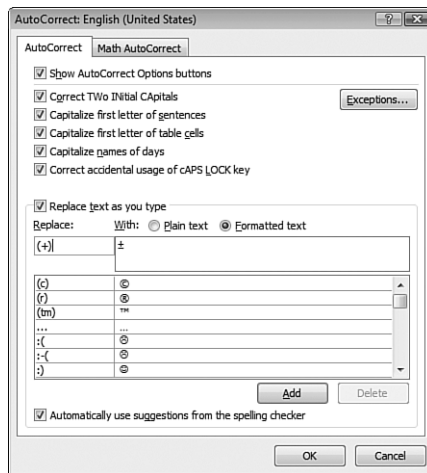 AutoCorrect: English (United States)
AutoCorrect Math AutoCorrect
Show AutoCorrect Options buttons
Correct TWo INitial CApitals
Exceptions...
Capitalize first letter of sentences
Capitalize first letter of table cells
Capitalize names of days
Correct accidental usage of cAPS LOCK key
Replace text as you type
Replace: With: Plain text Formatted text
(+) ±
(c) ©
(r) ®
(tm) ™
... …
:( ☹
:-( ☹
:) ☺
Add Delete
Automatically use suggestions from the spelling checker
OK Cancel